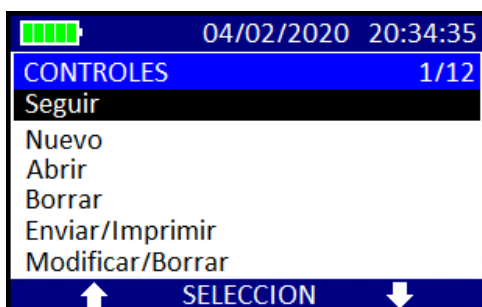 04/02/2020 20:34:35
CONTROLES 1/12
Seguir
Nuevo
Abrir
Borrar
Enviar/Imprimir
Modificar/Borrar
SELECCION